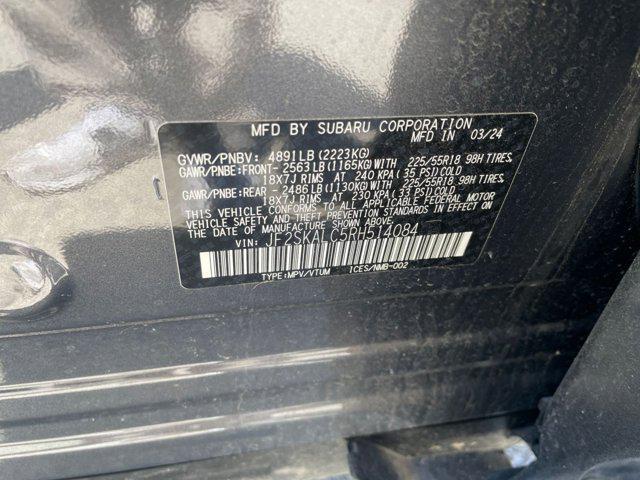 MFD BY SUBARU CORPORATION
MFD IN 03/24
GVWR/PNBV: 4891LB(2223KG)
GAWR/PNBE:FRONT-2563LB(1165KG)WITH 225/55R18 98H TIRES,
18X7J RIMS, AT 240 KPA(35 PSI)COLD
GAWR/PNBE:REAR -2486LB(1130KG)WITH 225/55R18 98H TIRES,
18X7J RIMS, AT 230 KPA(33 PSI)COLD
THIS VEHICLE CONFORMS TO ALL APPLICABLE FEDERAL MOTOR
VEHICLE SAFETY AND THEFT PREVENTION STANDARDS IN EFFECT ON
THE DATE OF MANUFACTURE SHOWN ABOVE.
VIN: JF2SKALC5RH514084
TYPE:MPV/VTUM ICES/NMB-002